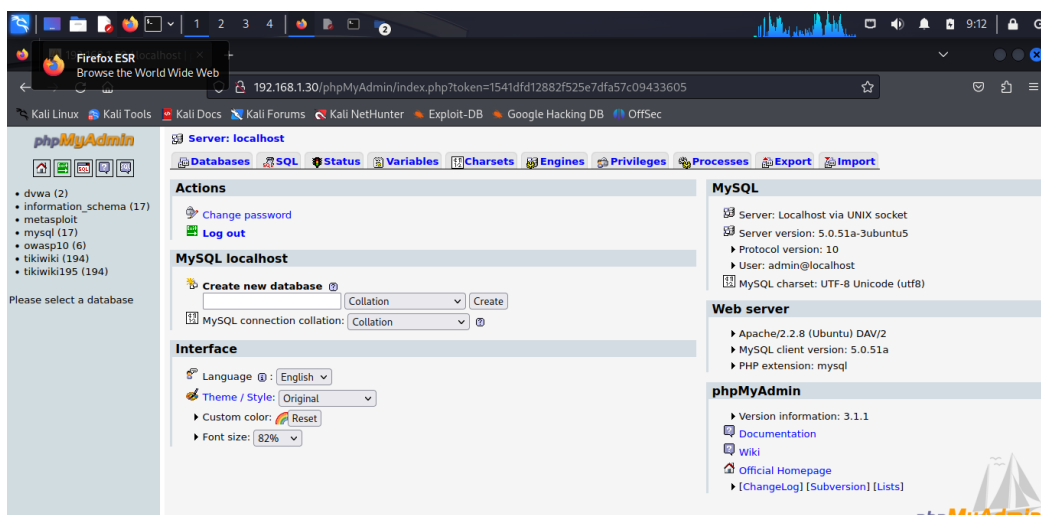 1 2 3 4 2 9:12
Firefox ESR
Browse the World Wide Web
192.168.1.30/phpMyAdmin/index.php?token=1541dfd12882f525e7dfa57c09433605
Kali Linux Kali Tools Kali Docs Kali Forums Kali NetHunter Exploit-DB Google Hacking DB OffSec
phpMyAdmin
SQL
dvwa (2)
information_schema (17)
metasploit
mysql (17)
owasp10 (6)
tikiwiki (194)
tikiwiki195 (194)
Please select a database
Server: localhost
Databases SQL Status Variables Charsets Engines Privileges Processes Export Import
Actions
Change password
Log out
MySQL localhost
Create new database
Collation Create
MySQL connection collation: Collation
Interface
Language : English
Theme / Style: Original
Custom color: Reset
Font size: 82%
MySQL
Server: Localhost via UNIX socket
Server version: 5.0.51a-3ubuntu5
Protocol version: 10
User: admin@localhost
MySQL charset: UTF-8 Unicode (utf8)
Web server
Apache/2.2.8 (Ubuntu) DAV/2
MySQL client version: 5.0.51a
PHP extension: mysql
phpMyAdmin
Version information: 3.1.1
Documentation
Wiki
Official Homepage
[ChangeLog] [Subversion] [Lists]
phpMyAdmin